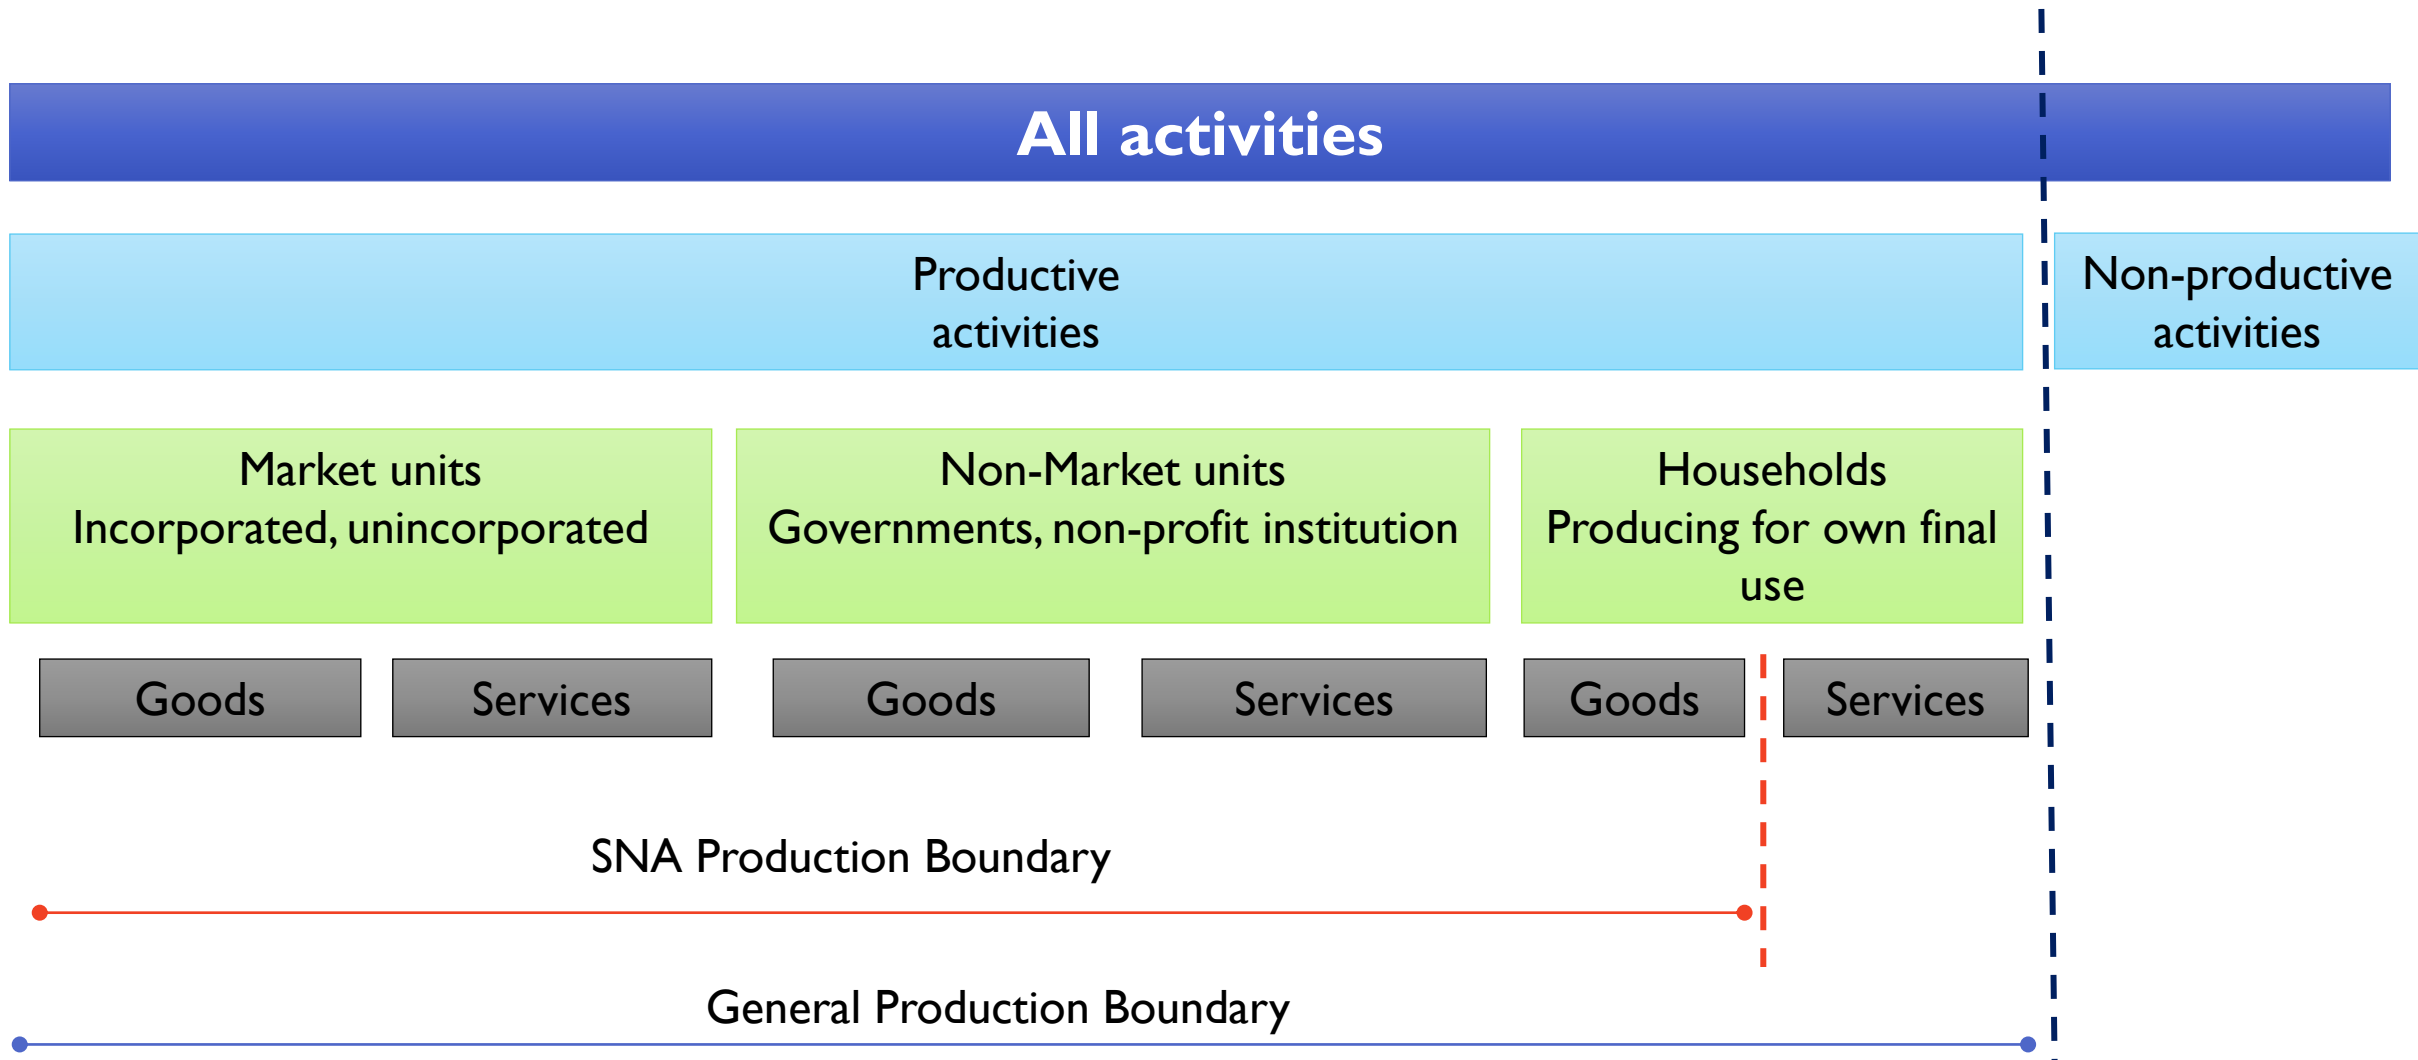 All activities
Productive
activities
Non-productive
activities
Market units
Incorporated, unincorporated
Non-Market units
Governments, non-profit institution
Households
Producing for own final
use
Goods
Services
Goods
Services
Goods
Services
SNA Production Boundary
General Production Boundary